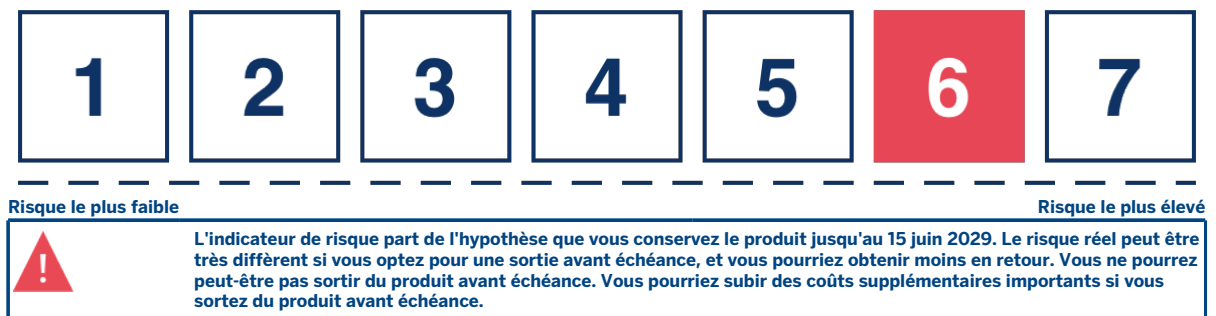 1 2 3 4 5 6 7
Risque le plus faible Risque le plus élevé
!
L'indicateur de risque part de l'hypothèse que vous conservez le produit jusqu'au 15 juin 2029. Le risque réel peut être
très diffèrent si vous optez pour une sortie avant échéance, et vous pourriez obtenir moins en retour. Vous ne pourrez
peut-être pas sortir du produit avant échéance. Vous pourriez subir des coûts supplémentaires importants si vous
sortez du produit avant échéance.